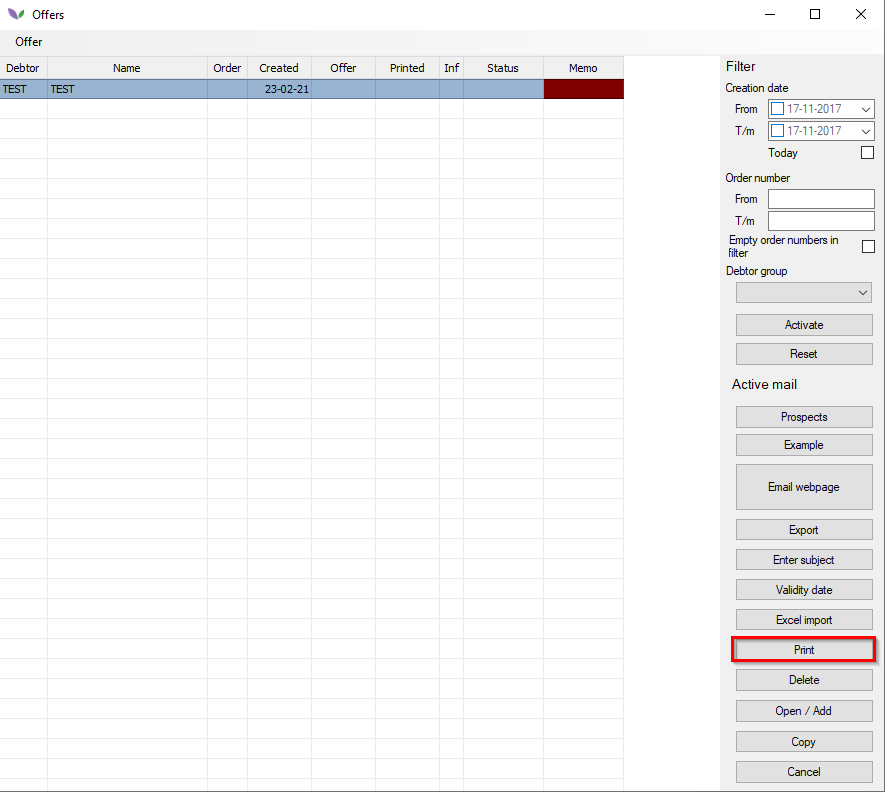 Offers
Offer
Debtor Name Order Created Offer Printed Inf Status Memo
TEST TEST 23-02-21
Filter
Creation date
From 17-11-2017
T/m 17-11-2017
Today
Order number
From
T/m
Empty order numbers in
filter
Debtor group
Activate
Reset
Active mail
Prospects
Example
Email webpage
Export
Enter subject
Validity date
Excel import
Print
Delete
Open / Add
Copy
Cancel